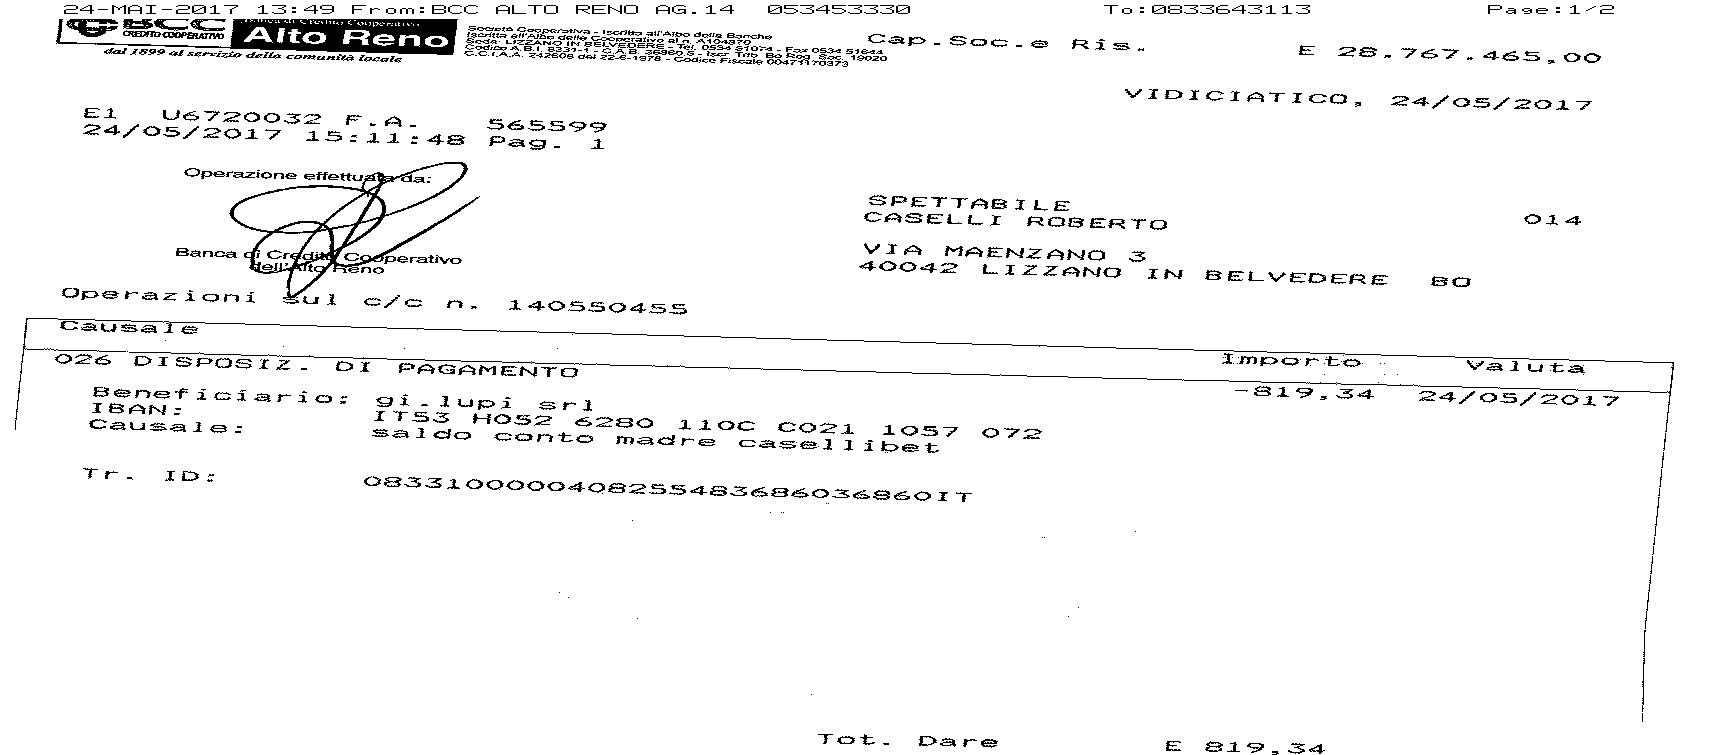 24-MAI-2017 13:49 From:BCC ALTO RENO AG.14 053453330 To:0833643113 Page:1/2
BCC
CREDITO COOPERATIVO
Banca di Credito Cooperativo
Alto Reno
dal 1899 al servizio della comunità locale
Società Cooperativa - Iscritto all'Albo delle Banche
Iscritta all'Albo delle Cooperative al n. A104370
Sede: LIZZANO IN BELVEDERE - Tel. 0534 51074 - Fax 0534 51644
Codice A.B.I. 8331-1 - C.A.B. 36860.5 - Iscr. Trib. Bo Reg. Soc. 19020
C.C.I.A.A. 242606 del 22-6-1978 - Codice Fiscale 00471170373
Cap.Soc.e Ris. E 28.767.465,00
VIDICIATICO, 24/05/2017
E1 U6720032 F.A. 565599
24/05/2017 15:11:48 Pag. 1
Operazione effettuata da:
Banca di Credito Cooperativo
dell'Alto Reno
SPETTABILE
CASELLI ROBERTO 014
VIA MAENZANO 3
40042 LIZZANO IN BELVEDERE BO
Operazioni sul c/c n. 140550455
Causale Importo Valuta
026 DISPOSIZ. DI PAGAMENTO -819,34 24/05/2017
Beneficiario: gi.lupi srl
IBAN: IT53 H052 6280 110C C021 1057 072
Causale: saldo conto madre casellibet
Tr. ID: 0833100000408255483686036860IT
Tot. Dare E 819,34